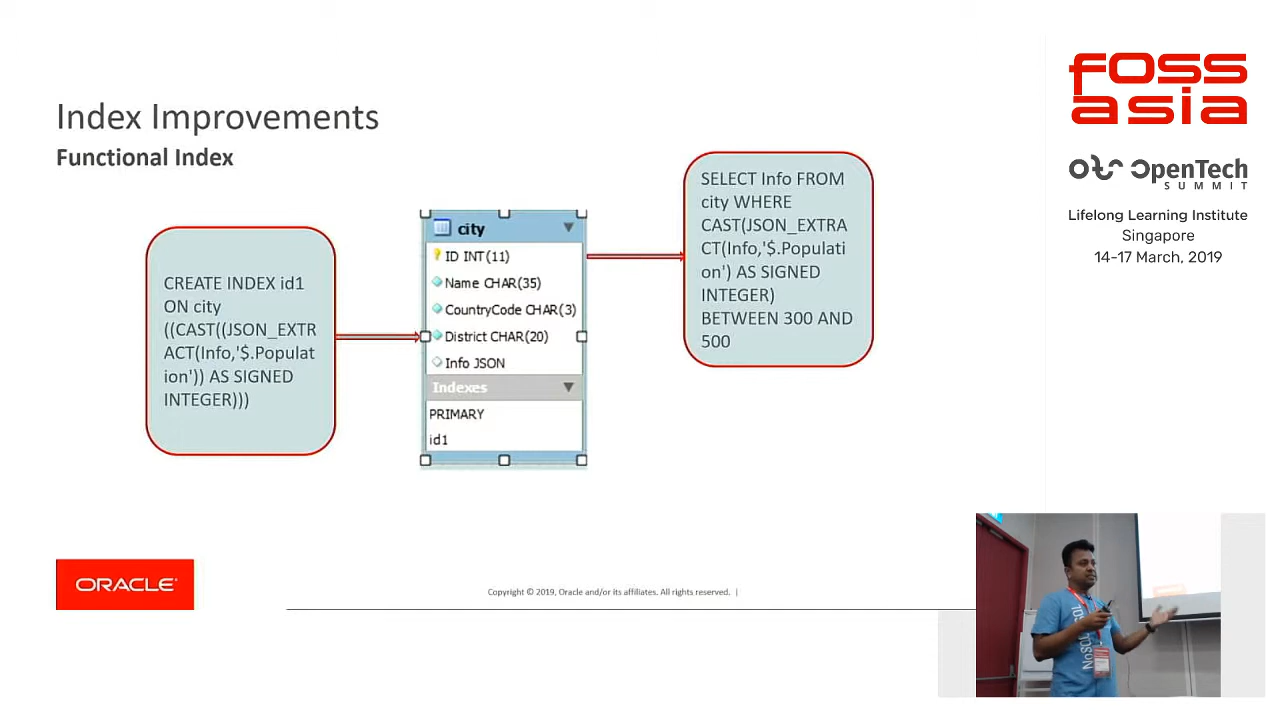 Index Improvements
Functional Index
CREATE INDEX id1
ON city
((CAST((JSON_EXTR
ACT(Info,'$.Populat
ion')) AS SIGNED
INTEGER)))
city
ID INT(11)
Name CHAR(35)
CountryCode CHAR(3)
District CHAR(20)
Info JSON
Indexes
PRIMARY
id1
SELECT Info FROM
city WHERE
CAST(JSON_EXTRA
CT(Info,'$.Populati
on') AS SIGNED
INTEGER)
BETWEEN 300 AND
500
ORACLE
Copyright © 2019, Oracle and/or its affiliates. All rights reserved. |
FOSS
asia
OpenTech
SUMMIT
Lifelong Learning Institute
Singapore
14-17 March, 2019